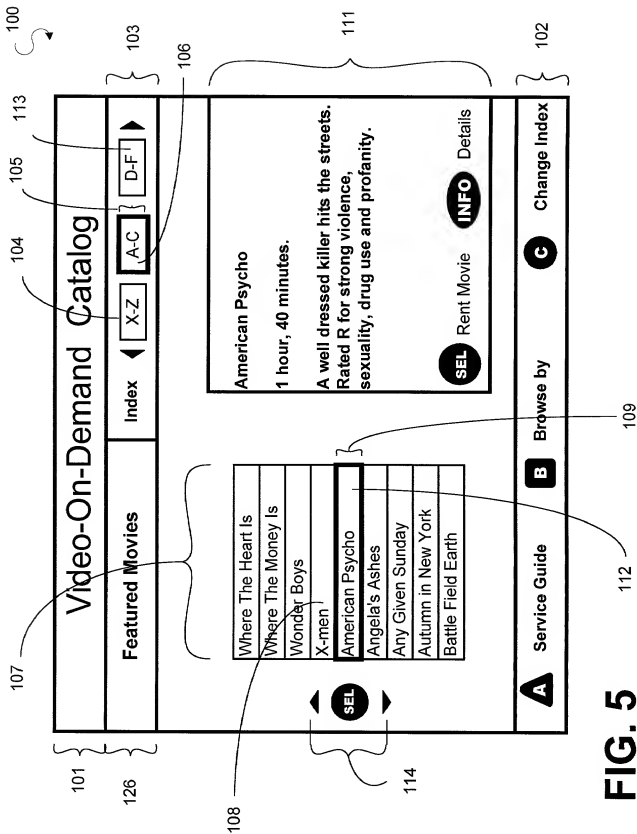 100
113
105
104
103
106
107
101
Video-On-Demand Catalog
126
Featured Movies
Index
X-Z
A-C
D-F
Where The Heart Is
Where The Money Is
Wonder Boys
X-men
American Psycho
Angela's Ashes
Any Given Sunday
Autumn in New York
Battle Field Earth
SEL
108
114
109
112
American Psycho
1 hour, 40 minutes.
A well dressed killer hits the streets.
Rated R for strong violence,
sexuality, drug use and profanity.
SEL Rent Movie INFO Details
111
A Service Guide B Browse by C Change Index
102
FIG. 5